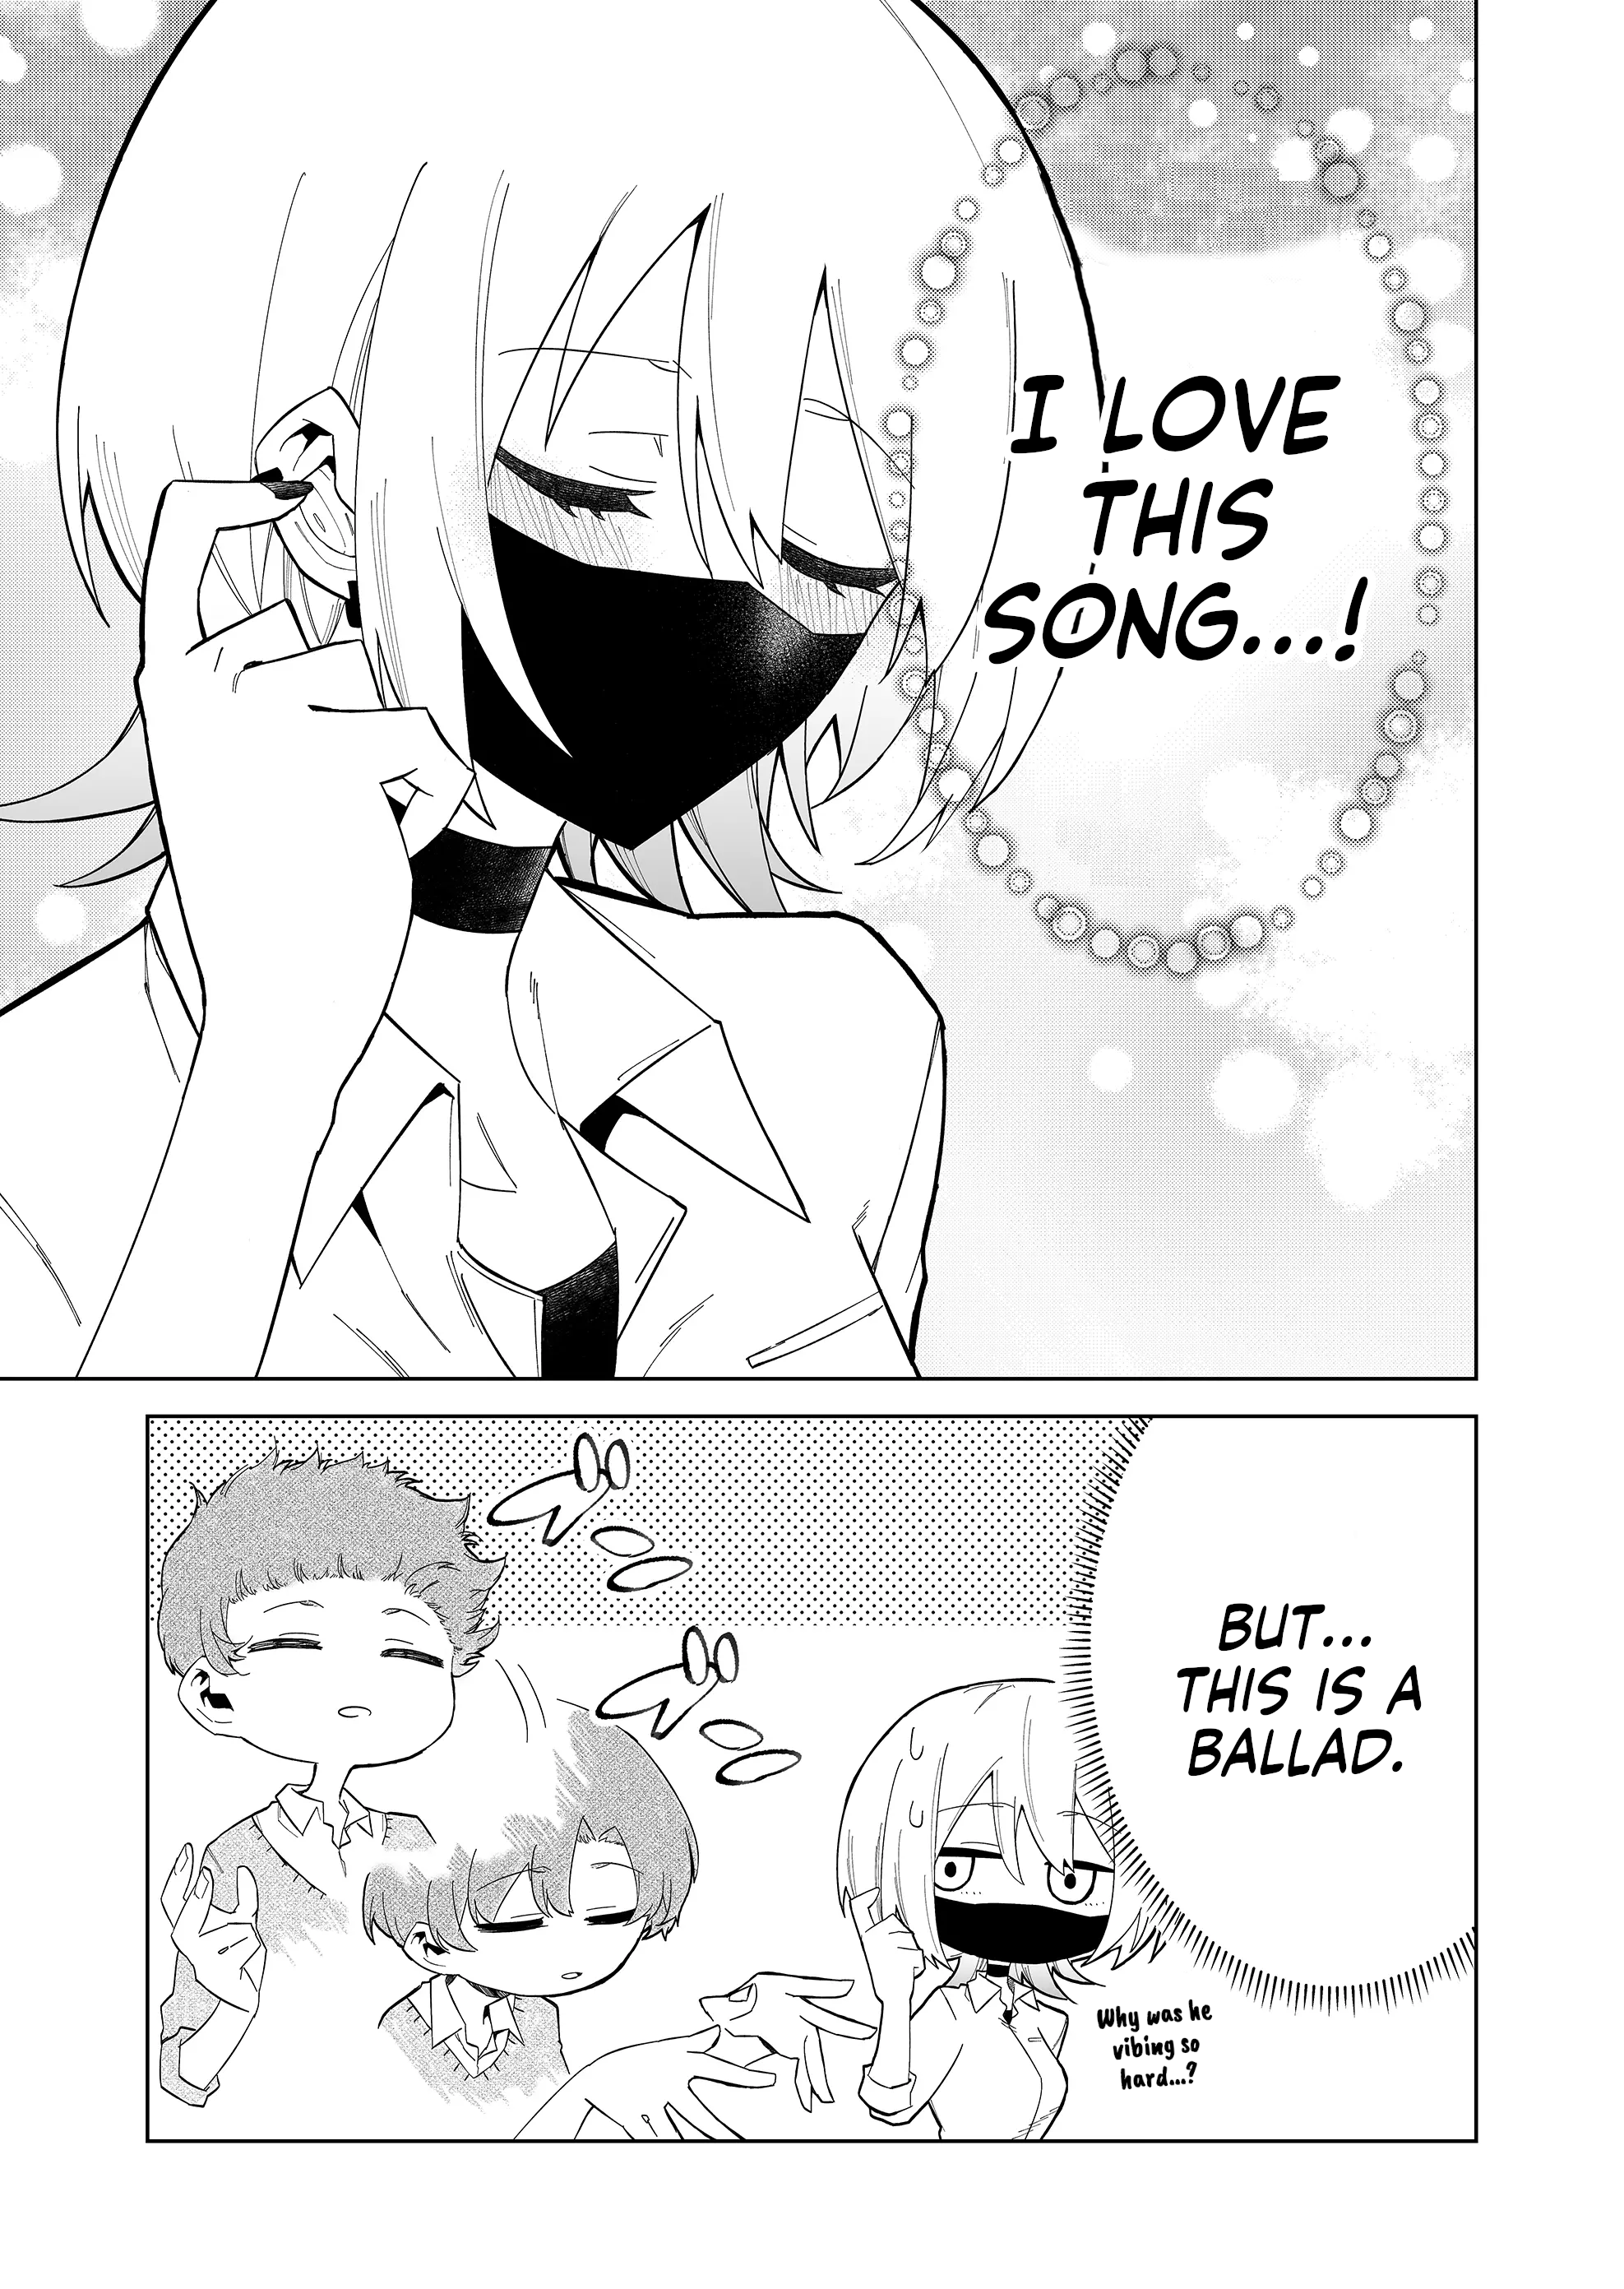 I LOVE
THIS
SONG...!
BUT...
THIS IS A
BALLAD.
Why was he
vibing so
hard...?